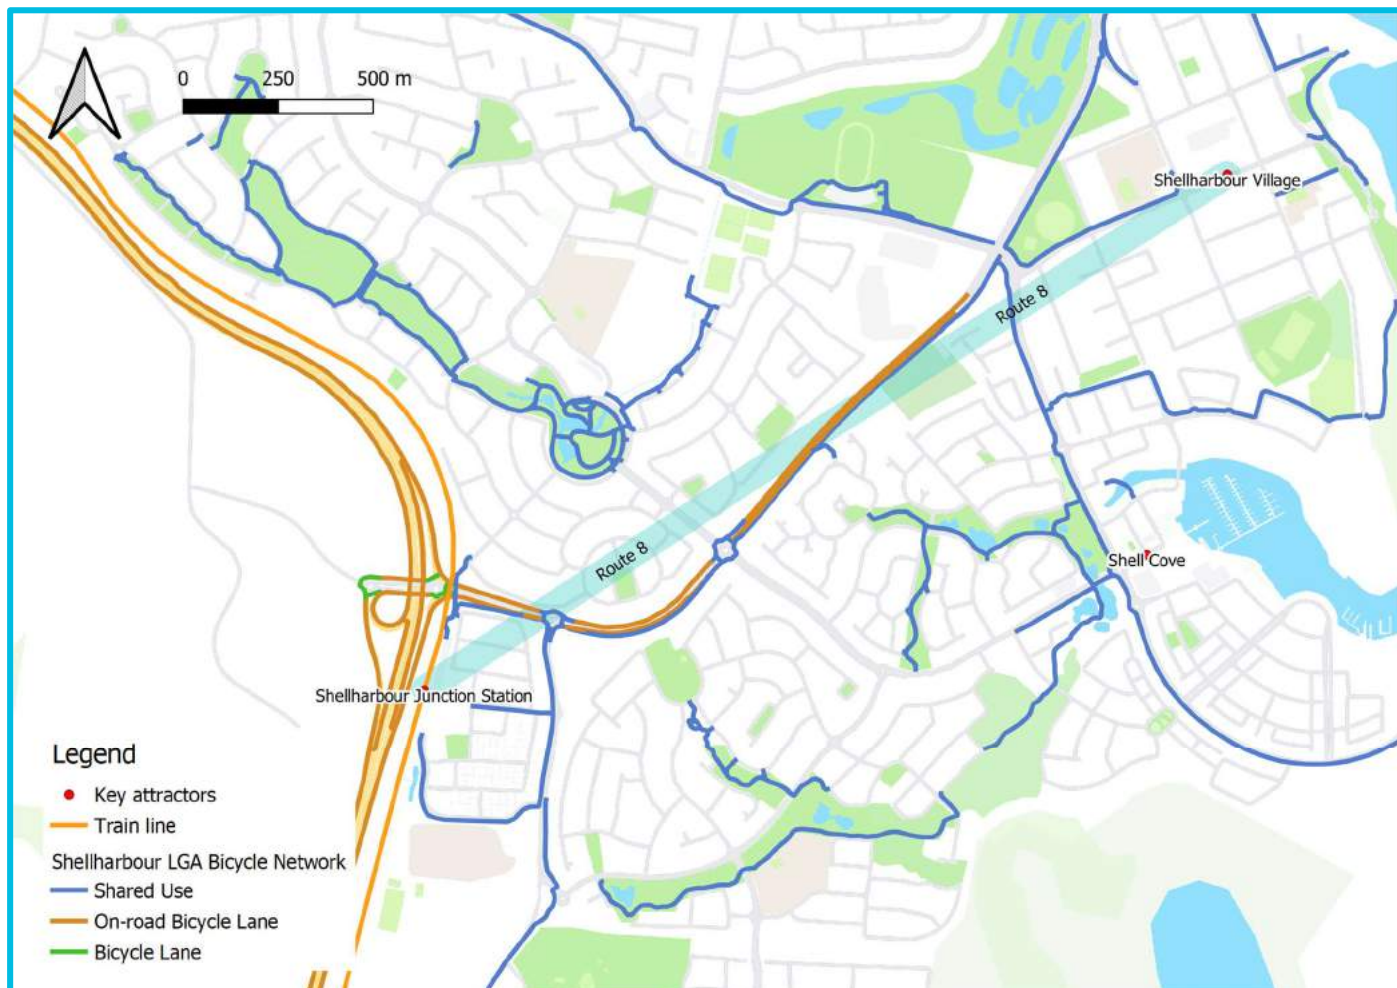 0 250 500 m
Shellharbour Village
Route 8
Route 8
Shell Cove
Shellharbour Junction Station
Legend
Key attractors
Train line
Shellharbour LGA Bicycle Network
Shared Use
On-road Bicycle Lane
Bicycle Lane